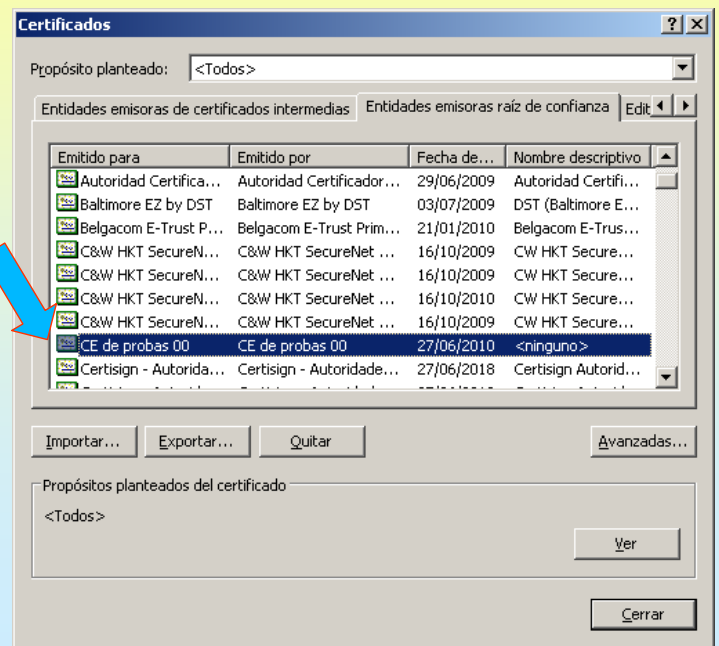 Certificados
Propósito planteado: <Todos>
Entidades emisoras de certificados intermedias Entidades emisoras raíz de confianza Edit
Emitido para Emitido por Fecha de... Nombre descriptivo
Autoridad Certifica... Autoridad Certificador... 29/06/2009 Autoridad Certifi...
Baltimore EZ by DST Baltimore EZ by DST 03/07/2009 DST (Baltimore E...
Belgacom E-Trust P... Belgacom E-Trust Prim... 21/01/2010 Belgacom E-Trus...
C&W HKT SecureN... C&W HKT SecureNet ... 16/10/2009 CW HKT Secure...
C&W HKT SecureN... C&W HKT SecureNet ... 16/10/2009 CW HKT Secure...
C&W HKT SecureN... C&W HKT SecureNet ... 16/10/2010 CW HKT Secure...
C&W HKT SecureN... C&W HKT SecureNet ... 16/10/2009 CW HKT Secure...
CE de probas 00 CE de probas 00 27/06/2010 <ninguno>
Certisign - Autorida... Certisign - Autoridade... 27/06/2018 Certisign Autorid...
Importar... Exportar... Quitar Avanzadas...
Propósitos planteados del certificado
<Todos>
Ver
Cerrar